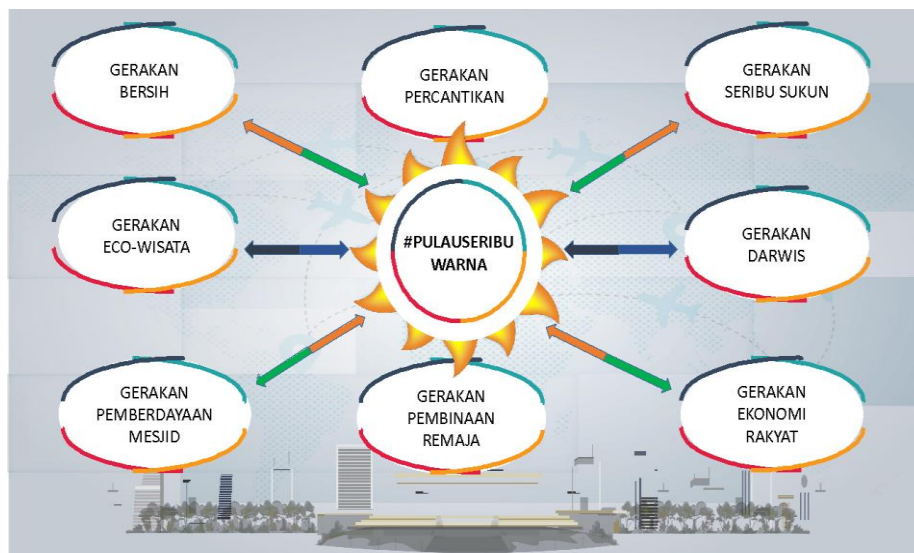 GERAKAN
BERSIH
GERAKAN
PERCANTIKAN
GERAKAN
SERIBU SUKUN
GERAKAN
ECO-WISATA
#PULAUSERIBU
WARNA
GERAKAN
DARWIS
GERAKAN
PEMBERDAYAAN
MESJID
GERAKAN
PEMBINAAN
REMAJA
GERAKAN
EKONOMI
RAKYAT